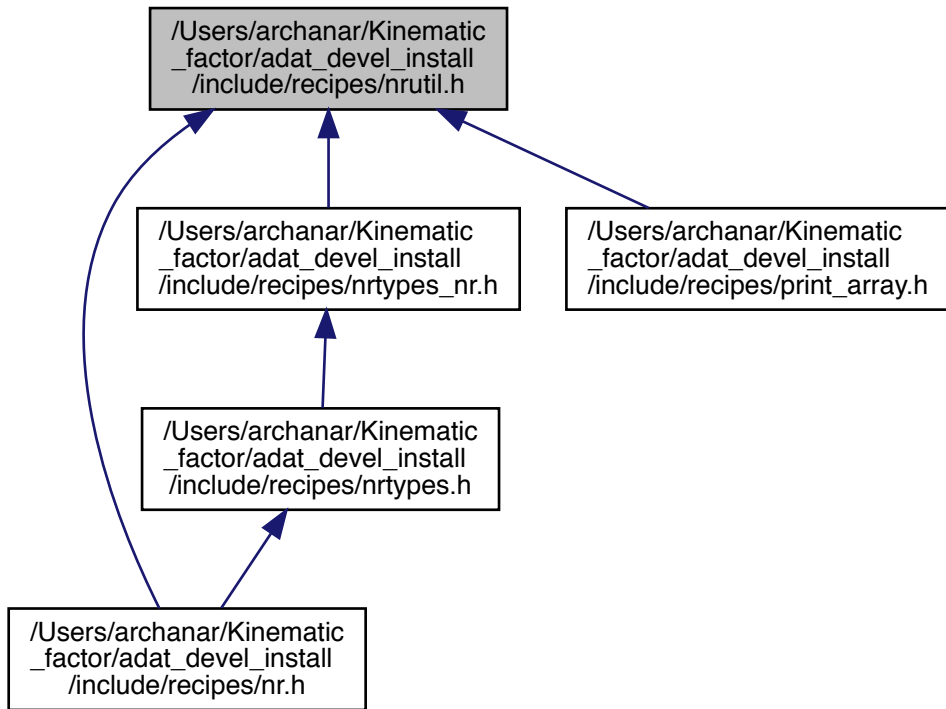 /Users/archanar/Kinematic
_factor/adat_devel_install
/include/recipes/nrutil.h
/Users/archanar/Kinematic
_factor/adat_devel_install
/include/recipes/nrtypes_nr.h
/Users/archanar/Kinematic
_factor/adat_devel_install
/include/recipes/print_array.h
/Users/archanar/Kinematic
_factor/adat_devel_install
/include/recipes/nrtypes.h
/Users/archanar/Kinematic
_factor/adat_devel_install
/include/recipes/nr.h